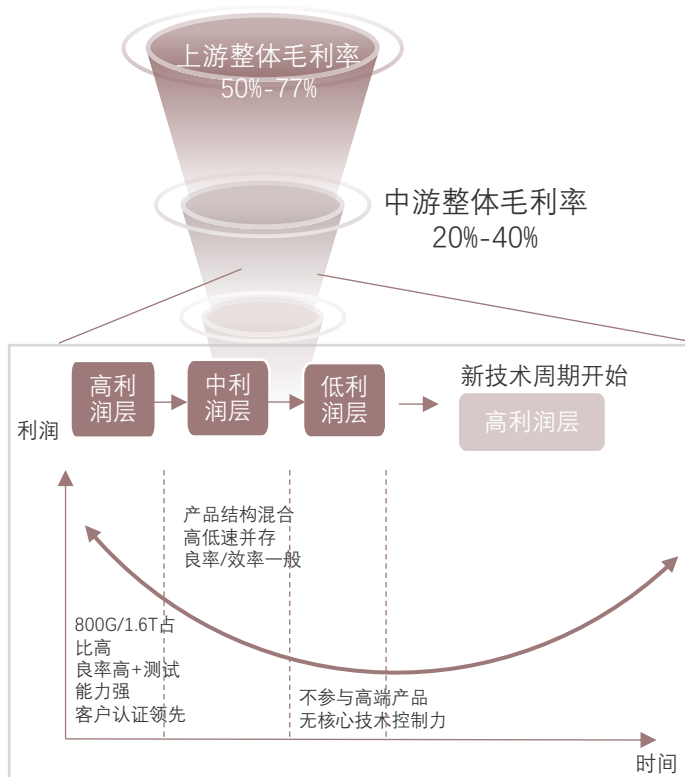 上游整体毛利率
50%-77%
中游整体毛利率
20%-40%
高利
润层
中利
润层
低利
润层
新技术周期开始
高利润层
利润
产品结构混合
高低速并存
良率/效率一般
800G/1.6T占
比高
良率高+测试
能力强
客户认证领先
不参与高端产品
无核心技术控制力
时间